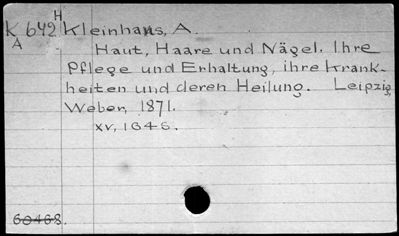 H
K 642 Kleinhans, A.
A
Haut, Haare und Nägel. Ihre
Pflege und Erhaltung, ihre Krank-
heiten und deren Heilung. Leipzig,
Weber, 1871.
xv, 164 s.
60468.